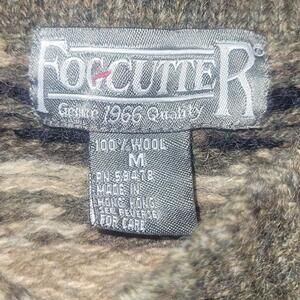 FOGCUTTER®
Genuine 1966 Quality
100% WOOL
M
RN 59478
MADE IN
HONG KONG
(SEE REVERSE)
FOR CARE